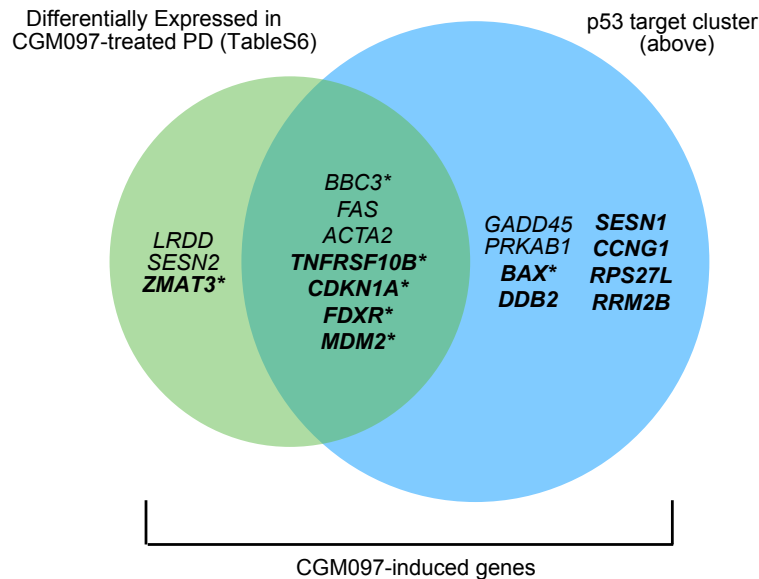 Differentially Expressed in
CGM097-treated PD (TableS6)
p53 target cluster
(above)
LRDD
SESN2
ZMAT3*
BBC3*
FAS
ACTA2
TNFRSF10B*
CDKN1A*
FDXR*
MDM2*
GADD45
PRKAB1
BAX*
DDB2
SESN1
CCNG1
RPS27L
RRM2B
CGM097-induced genes